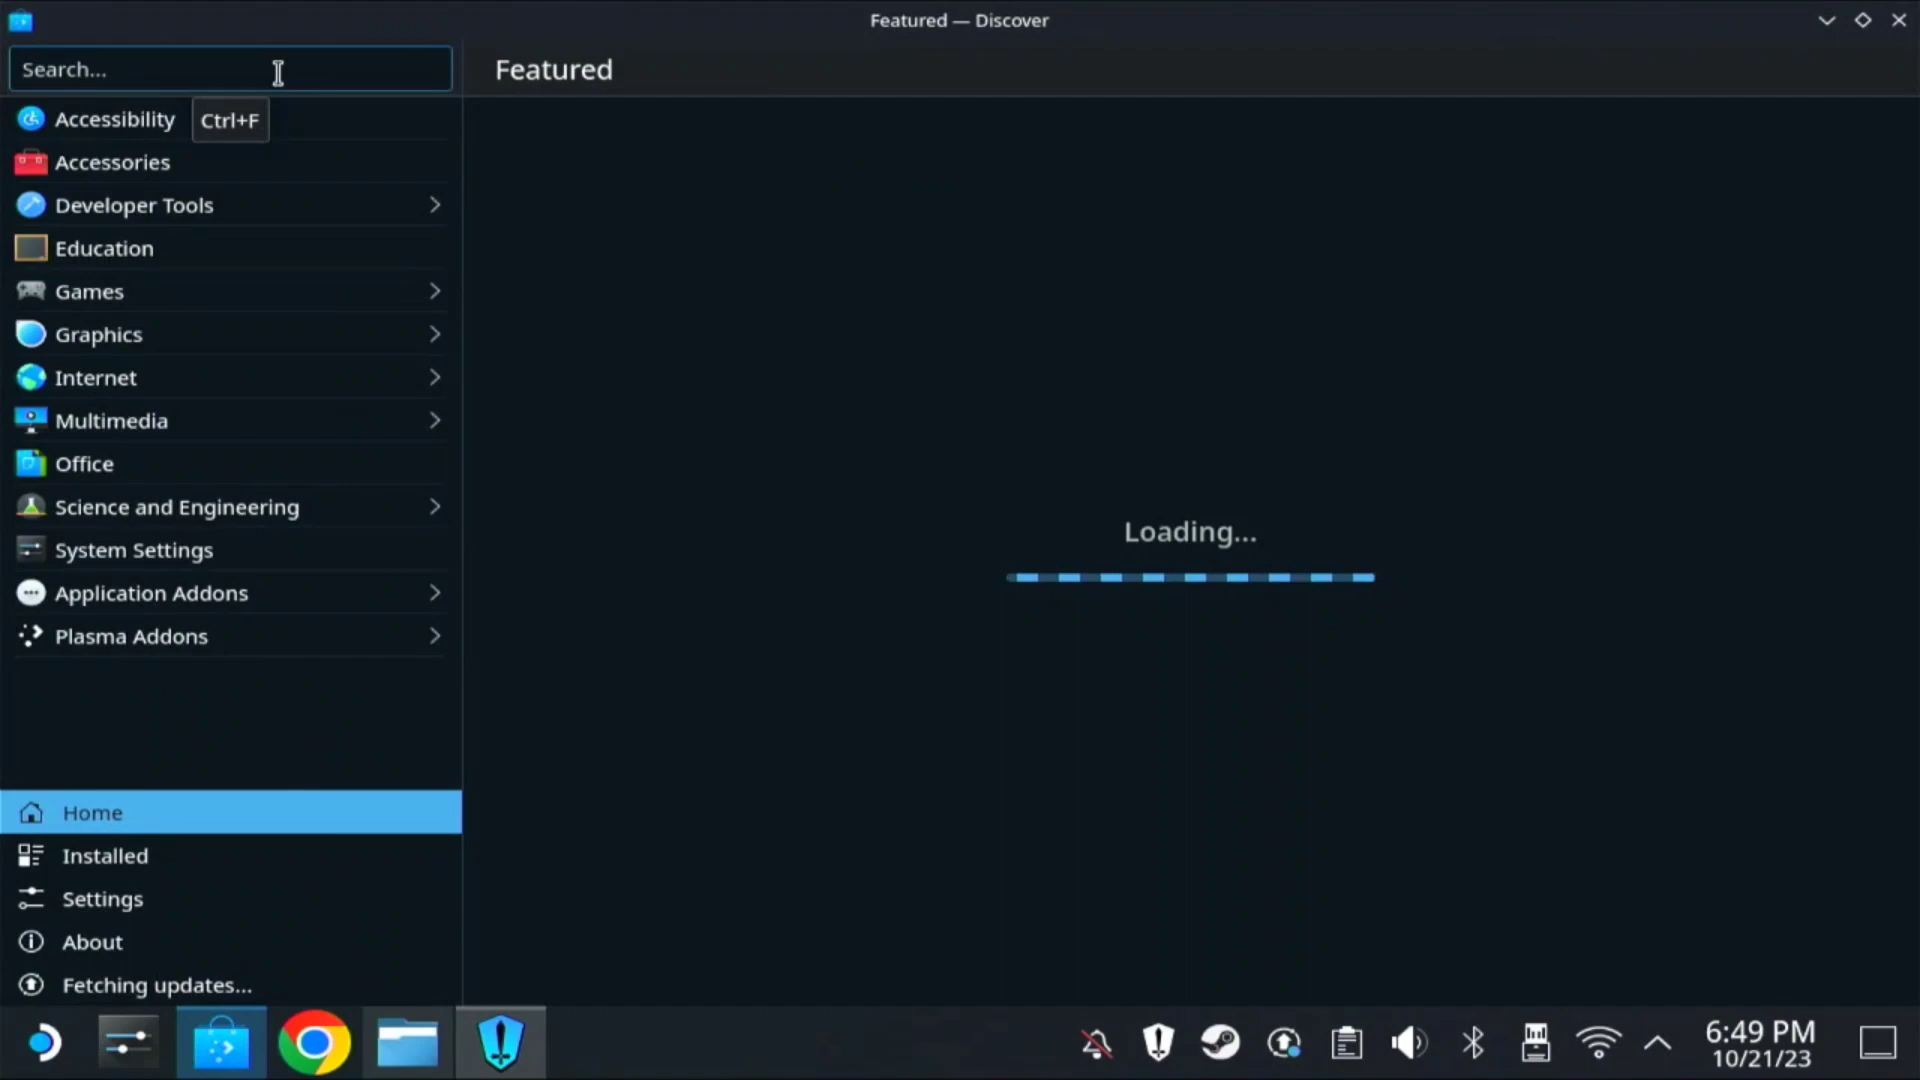 Featured — Discover
Search...
Featured
Accessibility
Ctrl+F
Accessories
Developer Tools
Education
Games
Graphics
Internet
Multimedia
Office
Science and Engineering
System Settings
Application Addons
Plasma Addons
Loading...
Home
Installed
Settings
About
Fetching updates...
6:49 PM
10/21/23